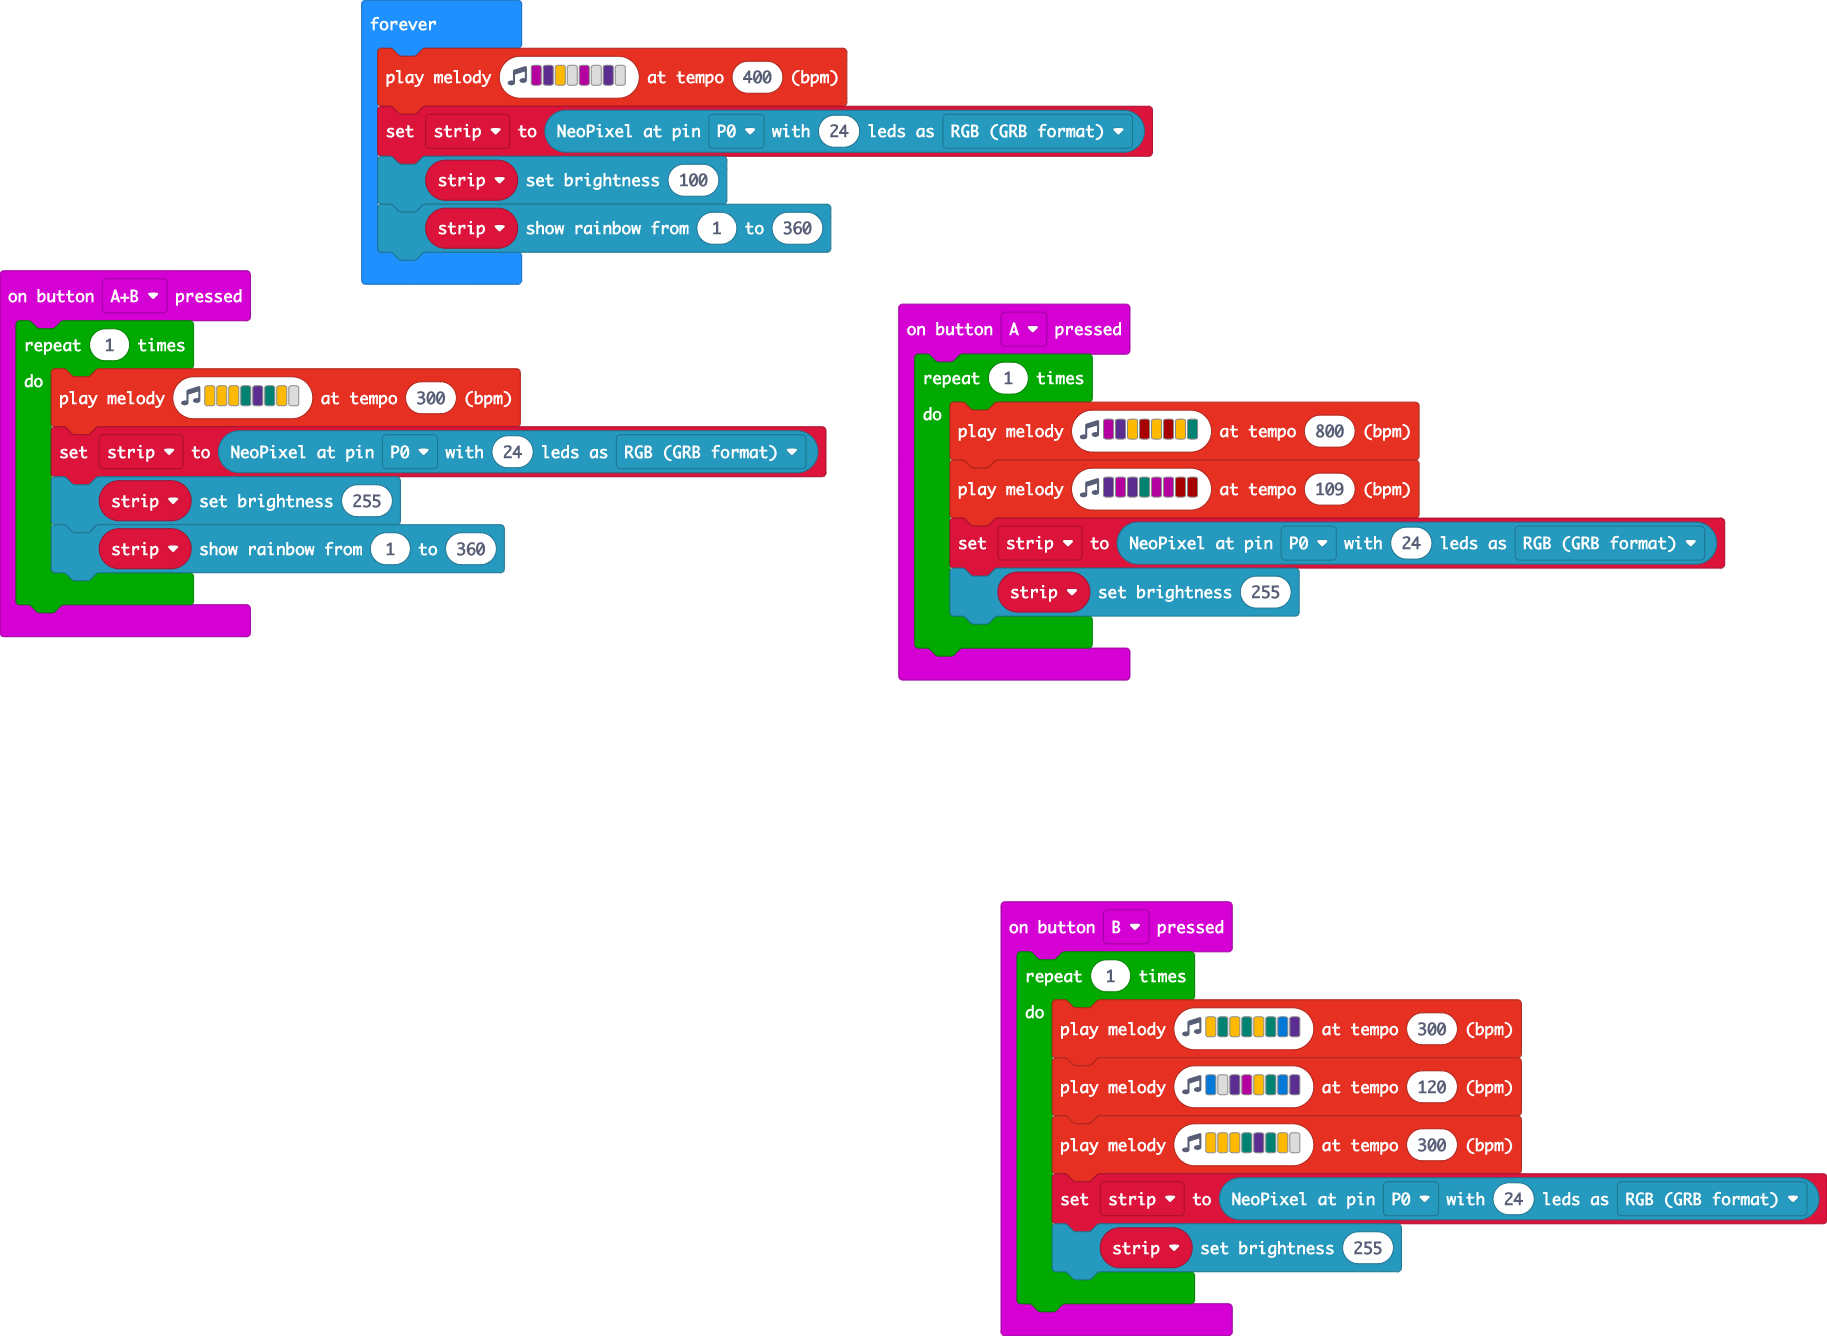 forever
play melody at tempo 400 (bpm)
set strip to NeoPixel at pin P0 with 24 leds as RGB (GRB format)
strip set brightness 100
strip show rainbow from 1 to 360
on button A+B pressed
repeat 1 times
do
play melody at tempo 300 (bpm)
set strip to NeoPixel at pin P0 with 24 leds as RGB (GRB format)
strip set brightness 255
strip show rainbow from 1 to 360
on button A pressed
repeat 1 times
do
play melody at tempo 800 (bpm)
play melody at tempo 109 (bpm)
set strip to NeoPixel at pin P0 with 24 leds as RGB (GRB format)
strip set brightness 255
on button B pressed
repeat 1 times
do
play melody at tempo 300 (bpm)
play melody at tempo 120 (bpm)
play melody at tempo 300 (bpm)
set strip to NeoPixel at pin P0 with 24 leds as RGB (GRB format)
strip set brightness 255